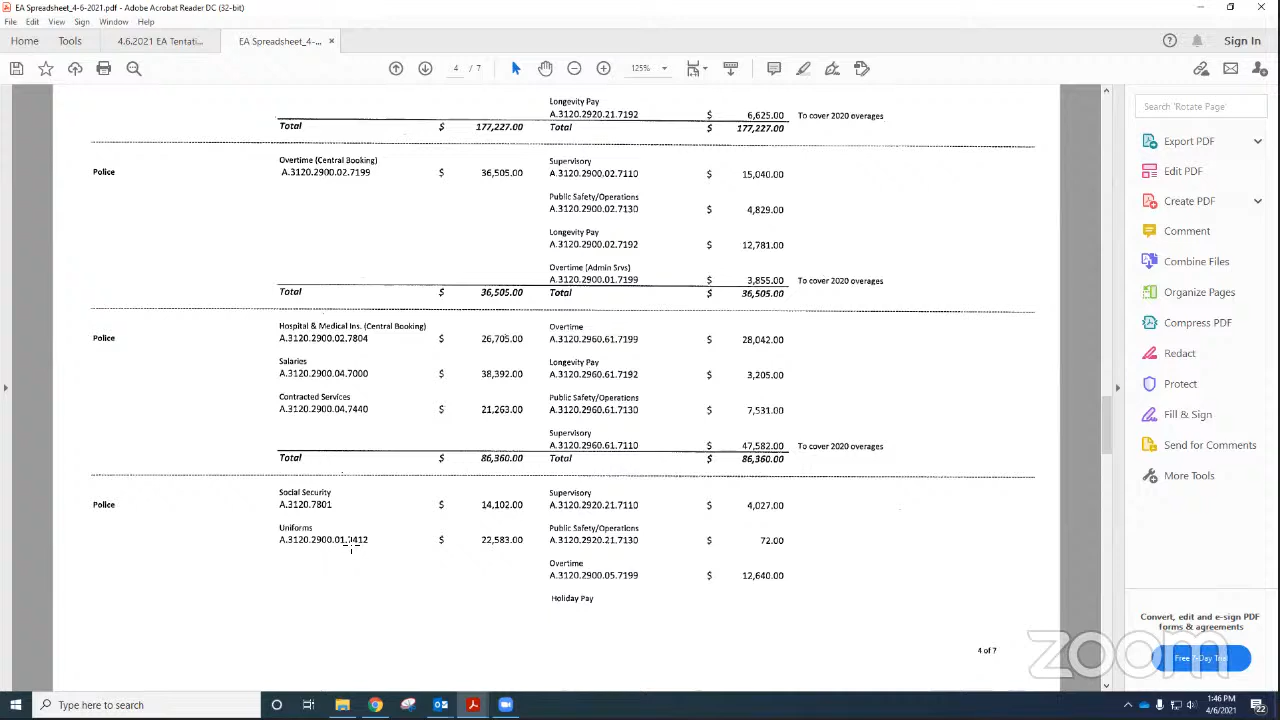 EA Spreadsheet_4-6-2021.pdf - Adobe Acrobat Reader DC (32-bit)
File Edit View Sign Window Help
Home Tools 4.6.2021 EA Tentati... EA Spreadsheet_4-... × Sign In
4 / 7 125%
Longevity Pay
A.3120.2920.21.7192 $ 6,625.00 To cover 2020 overages
Total $ 177,227.00 Total $ 177,227.00
Overtime (Central Booking) Supervisory
Police A.3120.2900.02.7199 $ 36,505.00 A.3120.2900.02.7110 $ 15,040.00
Public Safety/Operations
A.3120.2900.02.7130 $ 4,829.00
Longevity Pay
A.3120.2900.02.7192 $ 12,781.00
Overtime (Admin Srvs)
A.3120.2900.01.7199 $ 3,855.00 To cover 2020 overages
Total $ 36,505.00 Total $ 36,505.00
Hospital & Medical Ins. (Central Booking) Overtime
Police A.3120.2900.02.7804 $ 26,705.00 A.3120.2960.61.7199 $ 28,042.00
Salaries Longevity Pay
A.3120.2900.04.7000 $ 38,392.00 A.3120.2960.61.7192 $ 3,205.00
Contracted Services Public Safety/Operations
A.3120.2900.04.7440 $ 21,263.00 A.3120.2960.61.7130 $ 7,531.00
Supervisory
A.3120.2960.61.7110 $ 47,582.00 To cover 2020 overages
Total $ 86,360.00 Total $ 86,360.00
Social Security Supervisory
Police A.3120.7801 $ 14,102.00 A.3120.2920.21.7110 $ 4,027.00
Uniforms Public Safety/Operations
A.3120.2900.01.7412 $ 22,583.00 A.3120.2920.21.7130 $ 72.00
Overtime
A.3120.2900.05.7199 $ 12,640.00
Holiday Pay
4 of 7
Search 'Rotate Page'
Export PDF
Edit PDF
Create PDF
Comment
Combine Files
Organize Pages
Compress PDF
Redact
Protect
Fill & Sign
Send for Comments
More Tools
Convert, edit and e-sign PDF
forms & agreements
Free 7-Day Trial
zoom
Type here to search
1:46 PM
4/6/2021
22